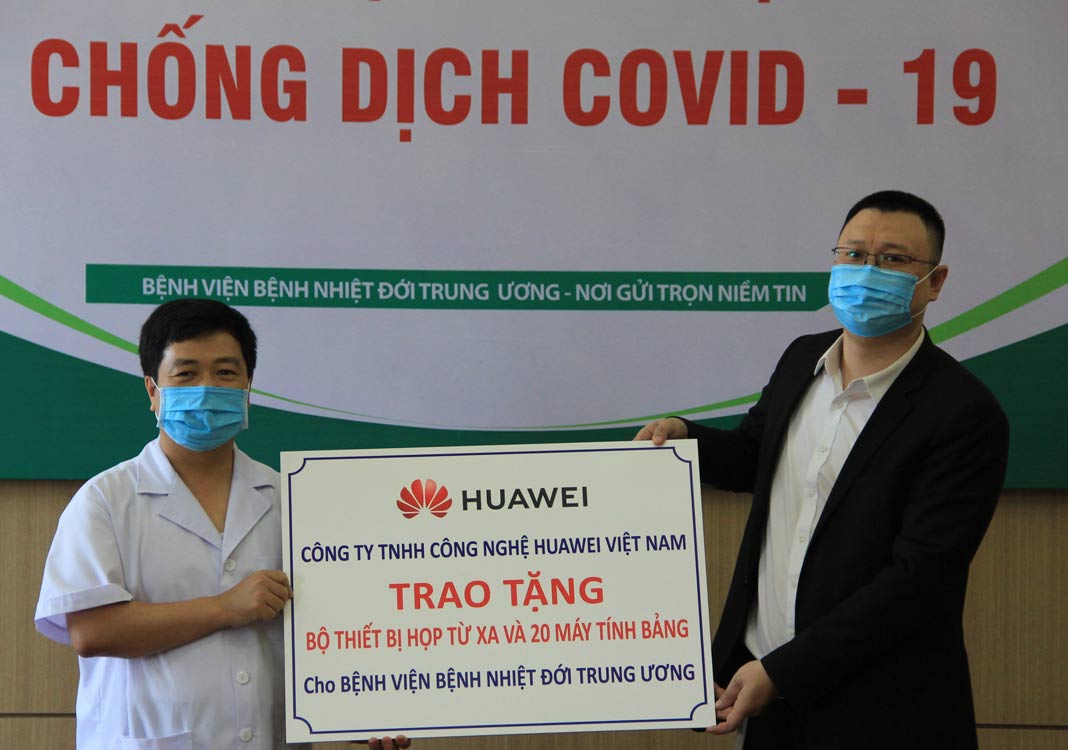 CHỐNG DỊCH COVID - 19
BỆNH VIỆN BỆNH NHIỆT ĐỚI TRUNG ƯƠNG - NƠI GỬI TRỌN NIỀM TIN
HUAWEI
CÔNG TY TNHH CÔNG NGHỆ HUAWEI VIỆT NAM
TRAO TẶNG
BỘ THIẾT BỊ HỌP TỪ XA VÀ 20 MÁY TÍNH BẢNG
Cho BỆNH VIỆN BỆNH NHIỆT ĐỚI TRUNG ƯƠNG